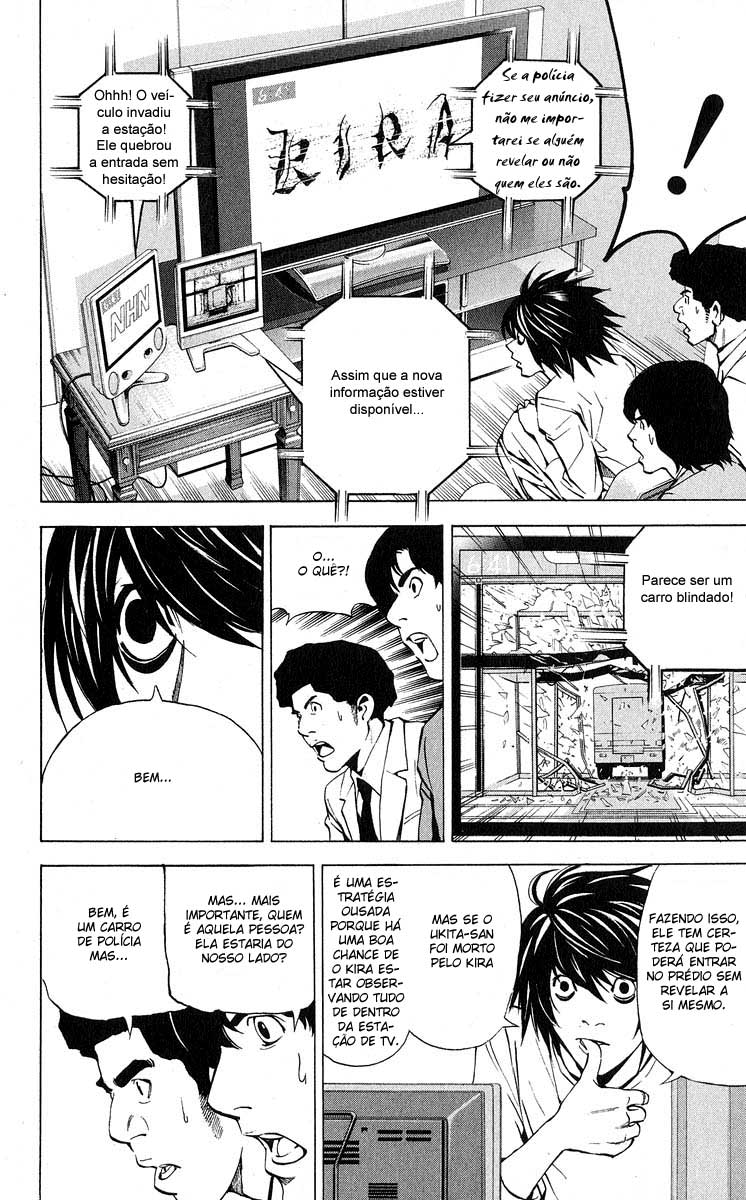 Se a polícia
fizer seu anúncio,
não me impor-
tarei se alguém
revelar ou não
quem eles são.
KIRA
Ohhh! O veí-
culo invadiu
a estação!
Ele quebrou
a entrada sem
hesitação!
!
NHN
Assim que a nova
informação estiver
disponível...
6:41
Parece ser um
carro blindado!
O...
O QUÊ?!
BEM...
FAZENDO ISSO,
ELE TEM CER-
TEZA QUE PO-
DERÁ ENTRAR
NO PRÉDIO SEM
REVELAR A
SI MESMO.
MAS SE O
UKITA-SAN
FOI MORTO
PELO KIRA
É UMA ES-
TRATÉGIA
OUSADA
PORQUE HÁ
UMA BOA
CHANCE DE
O KIRA ES-
TAR OBSER-
VANDO TUDO
DE DENTRO
DA ESTA-
ÇÃO DE TV.
MAS... MAIS
IMPORTANTE, QUEM
É AQUELA PESSOA?
ELA ESTARIA DO
NOSSO LADO?
BEM, É
UM CARRO
DE POLÍCIA
MAS...